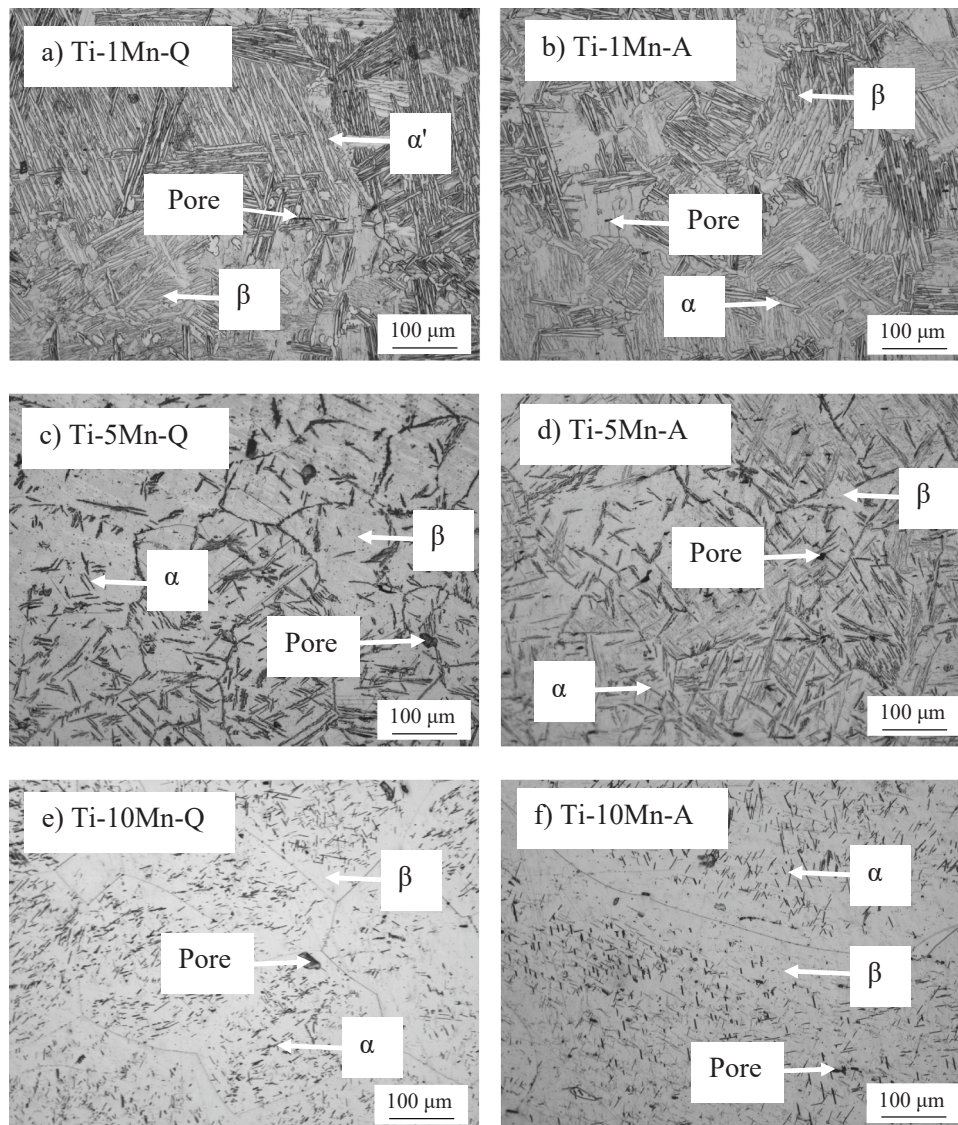 a) Ti-1Mn-Q
α'
Pore
β
100 μm
b) Ti-1Mn-A
β
Pore
α
100 μm
c) Ti-5Mn-Q
β
α
Pore
100 μm
d) Ti-5Mn-A
β
Pore
α
100 μm
e) Ti-10Mn-Q
β
Pore
α
100 μm
f) Ti-10Mn-A
α
β
Pore
100 μm